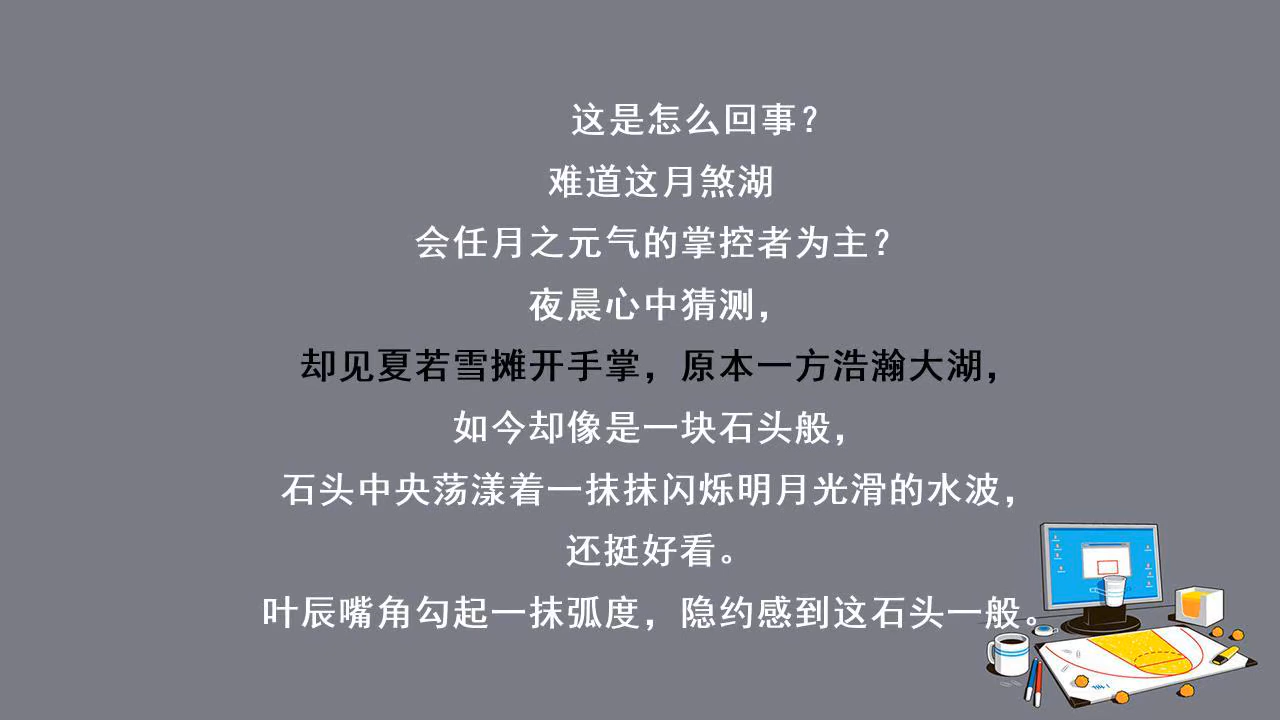 这是怎么回事？
难道这月煞湖
会任月之元气的掌控者为主？
夜晨心中猜测，
却见夏若雪摊开手掌，原本一方浩瀚大湖，
如今却像是一块石头般，
石头中央荡漾着一抹抹闪烁明月光滑的水波，
还挺好看。
叶辰嘴角勾起一抹弧度，隐约感到这石头一般。